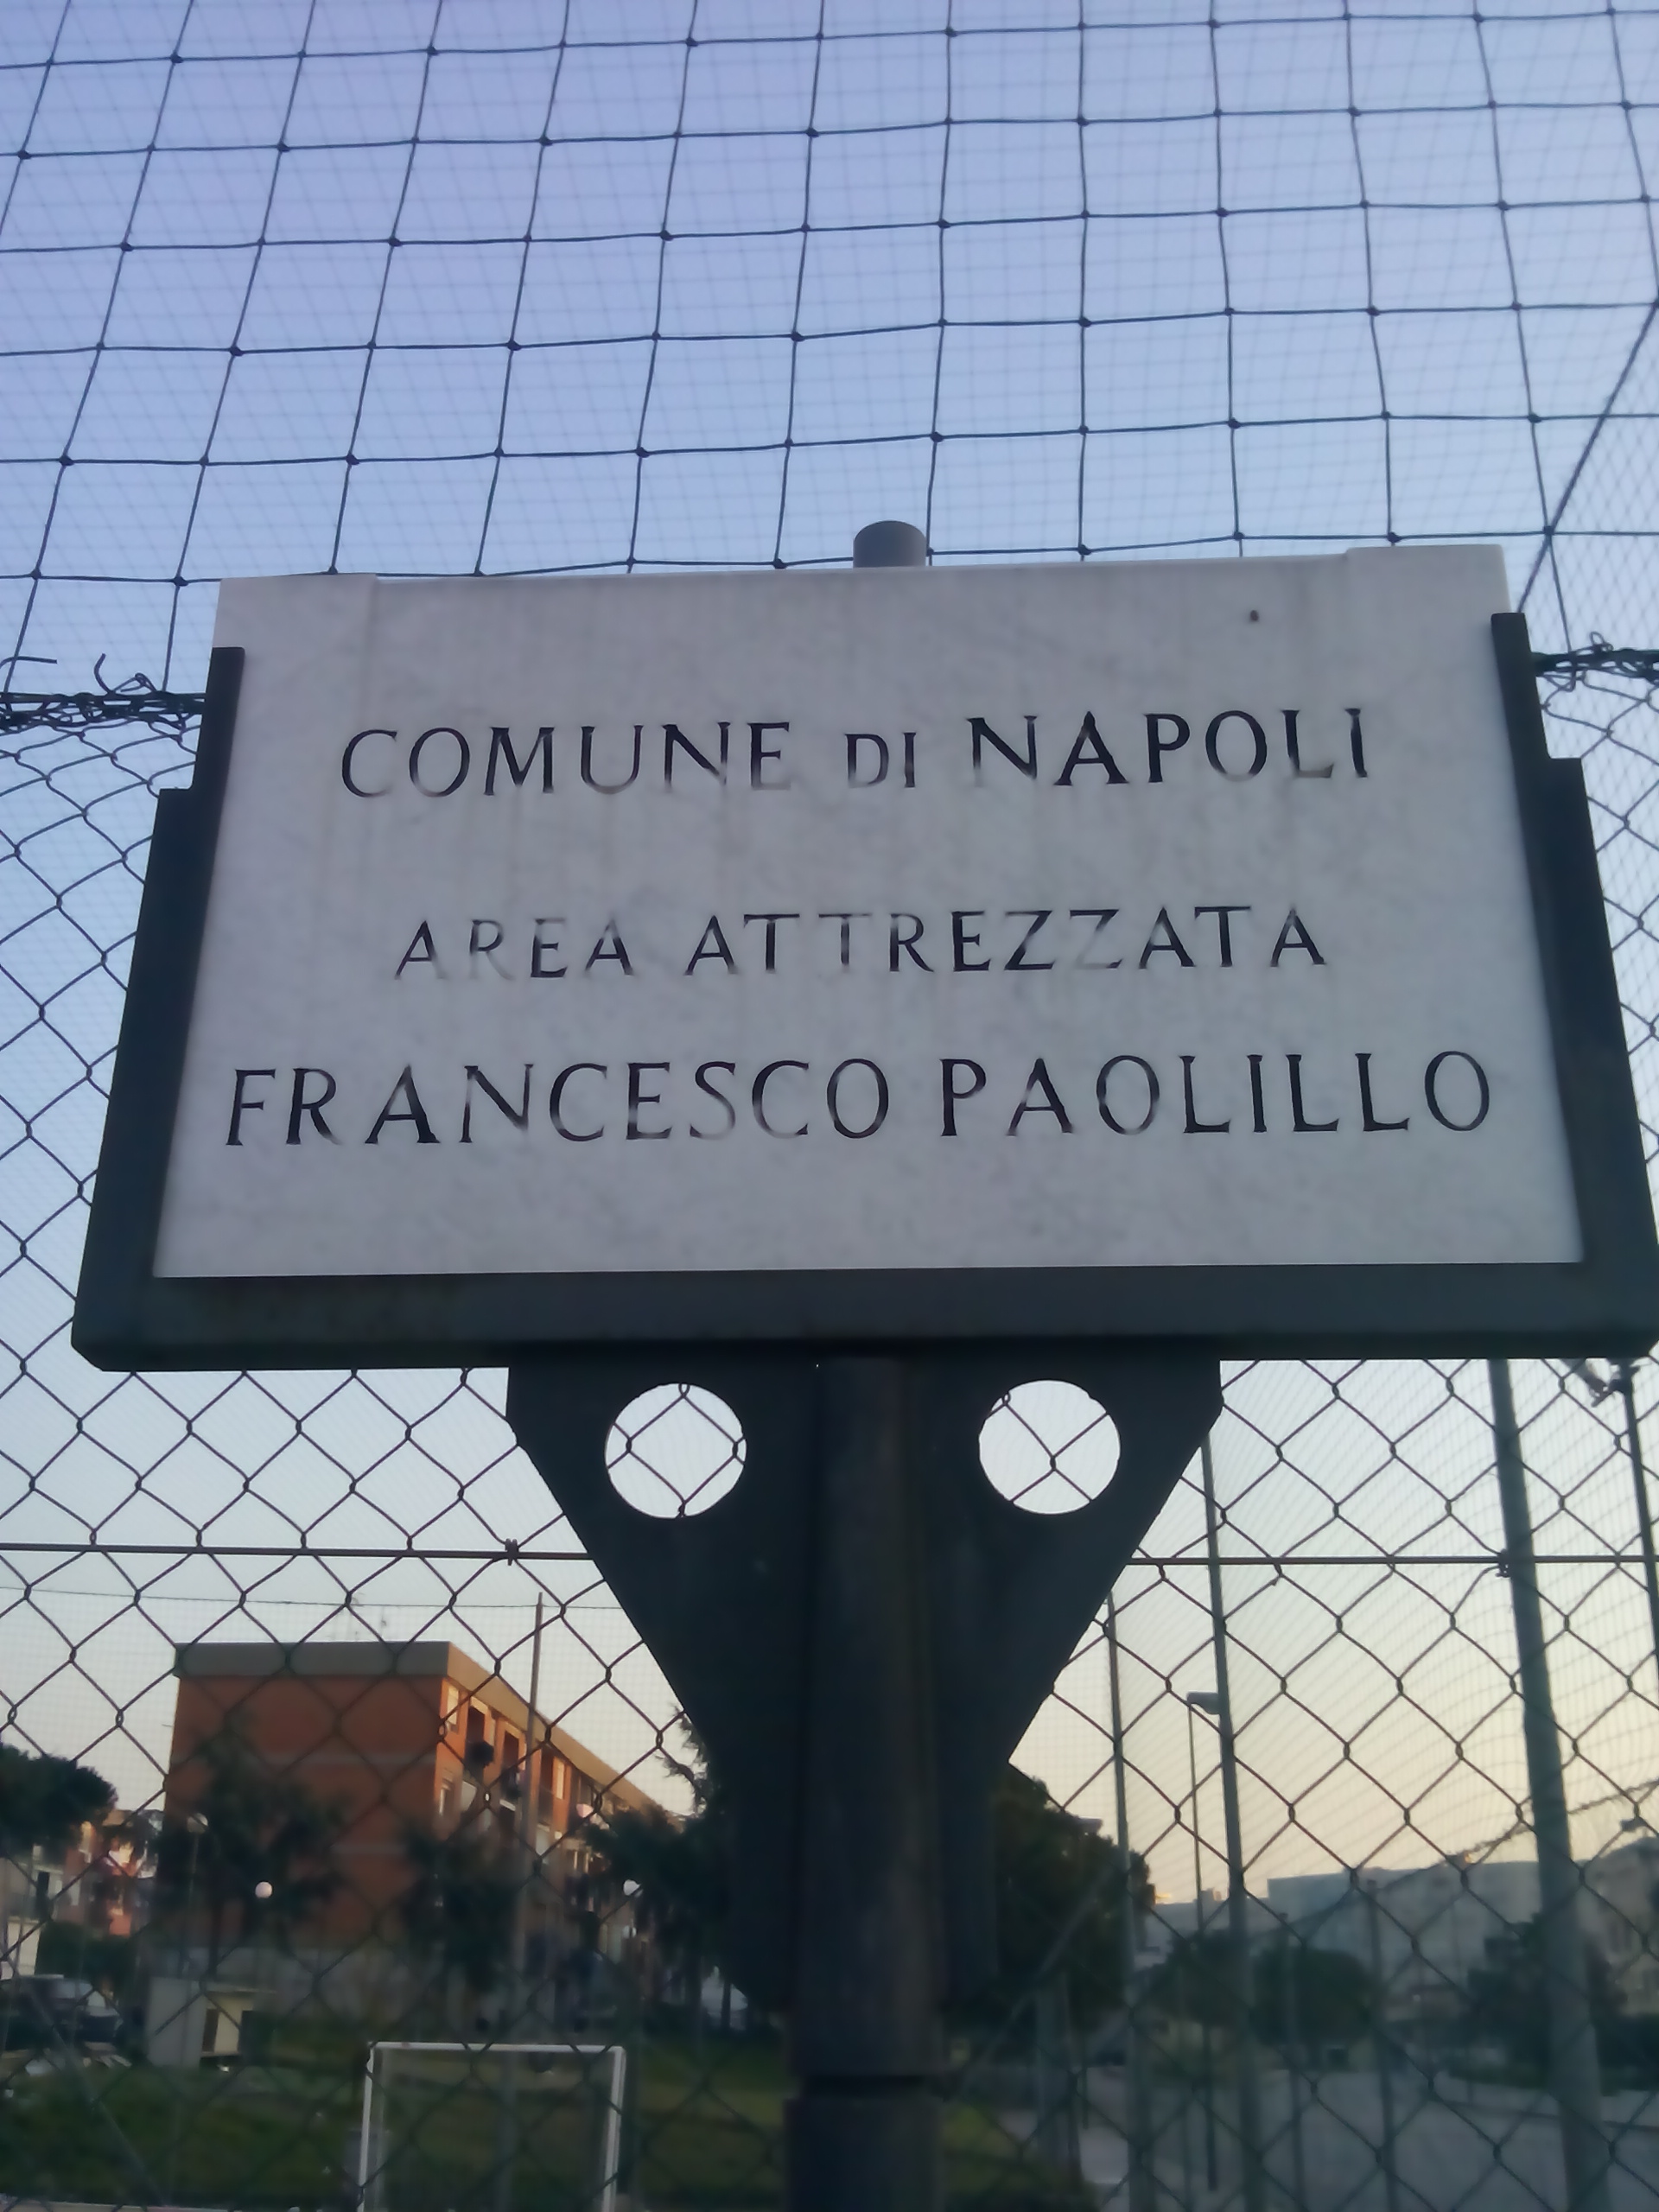 COMUNE DI NAPOLI
AREA ATTREZZATA
FRANCESCO PAOLILLO